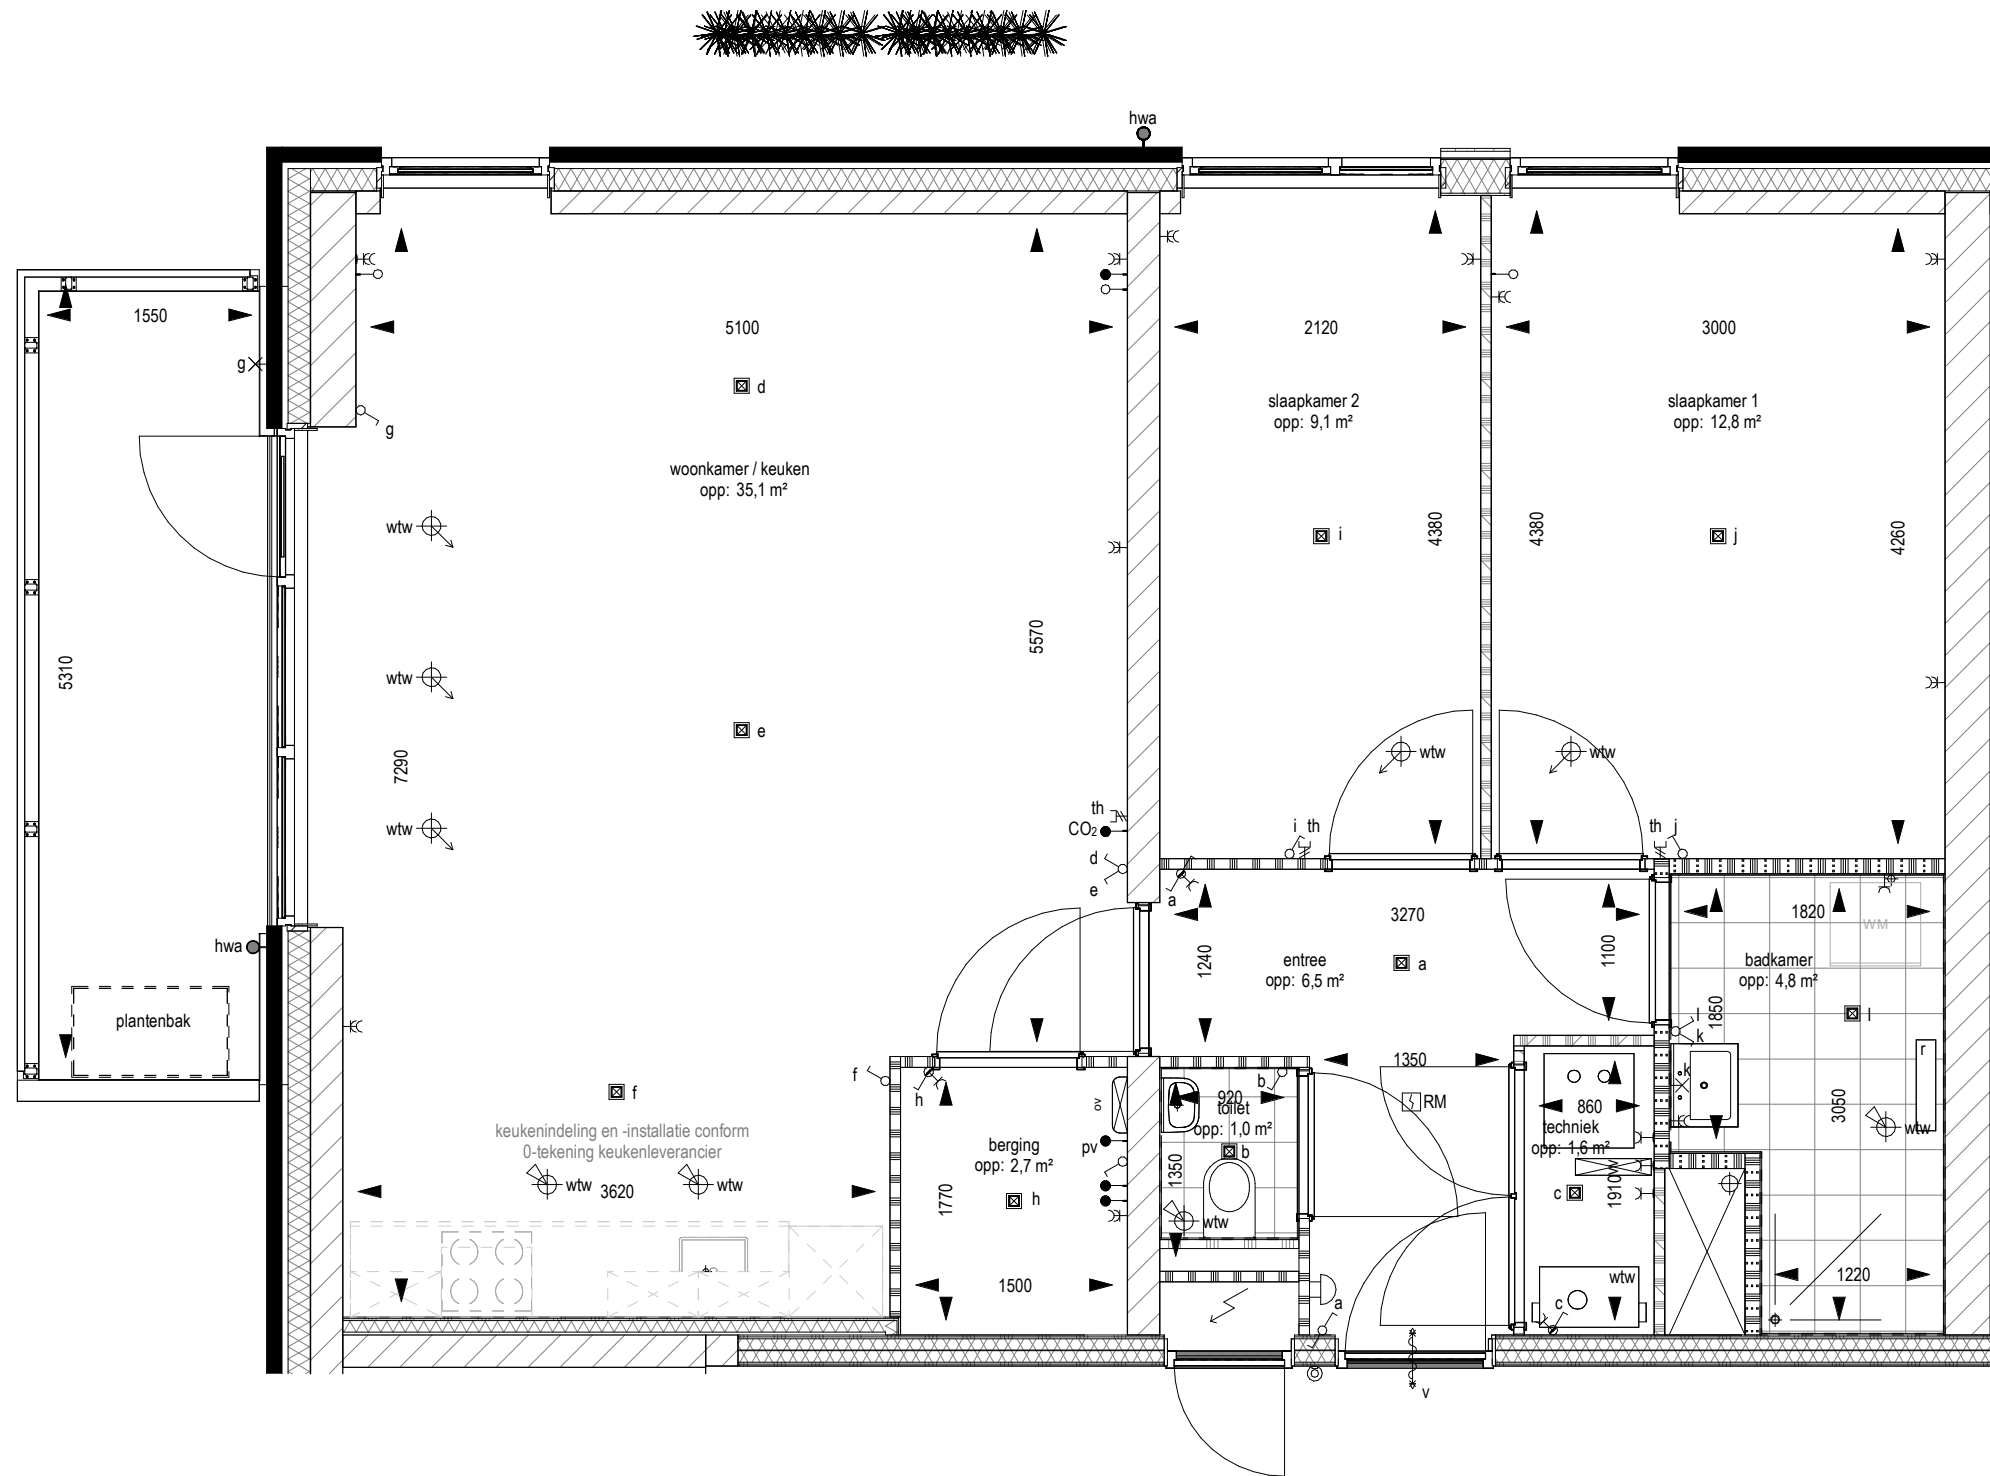 hwa
1550
5100
2120
3000
g
d
g
slaapkamer 2
opp: 9,1 m²
slaapkamer 1
opp: 12,8 m²
woonkamer / keuken
opp: 35,1 m²
wtw
i
4380
4380
j
4260
5570
5310
wtw
e
7290
wtw
wtw
wtw
th
CO₂
d
e
i th
th j
a
3270
1820
WM
hwa
1240
entree
opp: 6,5 m²
a
1100
badkamer
opp: 4,8 m²
l
1850
l
k
plantenbak
r
1350
f
f
h
b
k
RM
ov
920
toilet
opp: 1,0 m²
860
techniek
opp: 1,6 m²
3050
wtw
keukenindeling en -installatie conform
0-tekening keukenleverancier
berging
opp: 2,7 m²
pv
b
1350
wtw
3620
wtw
1770
h
c
1910
wtw
1500
wtw
1220
a
c
v